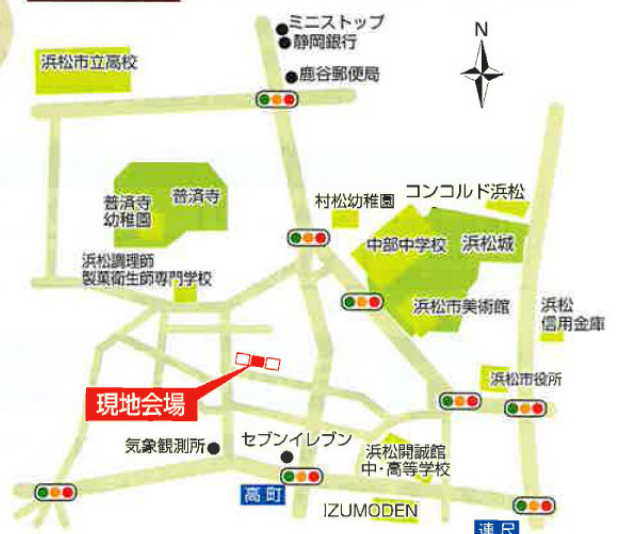 ミニストップ
静岡銀行
N
浜松市立高校
鹿谷郵便局
普済寺
幼稚園
普済寺
村松幼稚園
コンコルド浜松
中部中学校
浜松城
浜松調理師
製菓衛生師専門学校
浜松市美術館
浜松
信用金庫
浜松市役所
現地会場
気象観測所
セブンイレブン
浜松開誠館
中・高等学校
高町
IZUMODEN
連尺